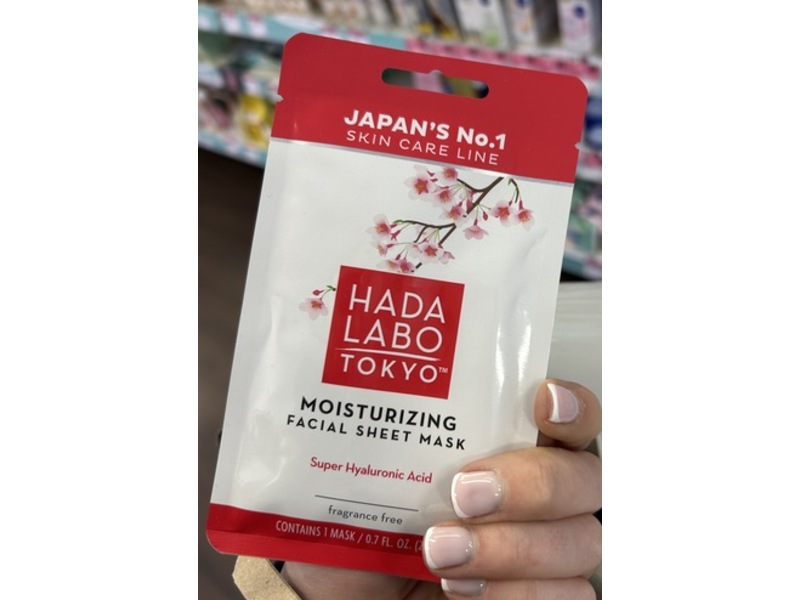 JAPAN'S No.1
SKIN CARE LINE
HADA
LABO
TOKYO™
MOISTURIZING
FACIAL SHEET MASK
Super Hyaluronic Acid
fragrance free
CONTAINS 1 MASK / 0.7 FL. OZ.